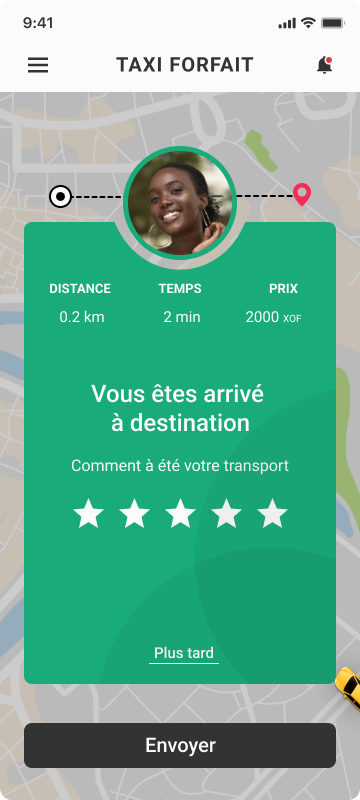 9:41
TAXI FORFAIT
DISTANCE TEMPS PRIX
0.2 km 2 min 2000 XOF
Vous êtes arrivé
à destination
Comment à été votre transport
Plus tard
Envoyer